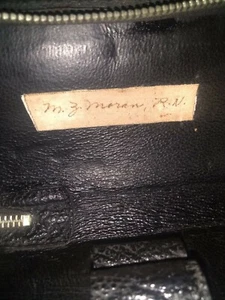 M. Z. Moran, R.N.